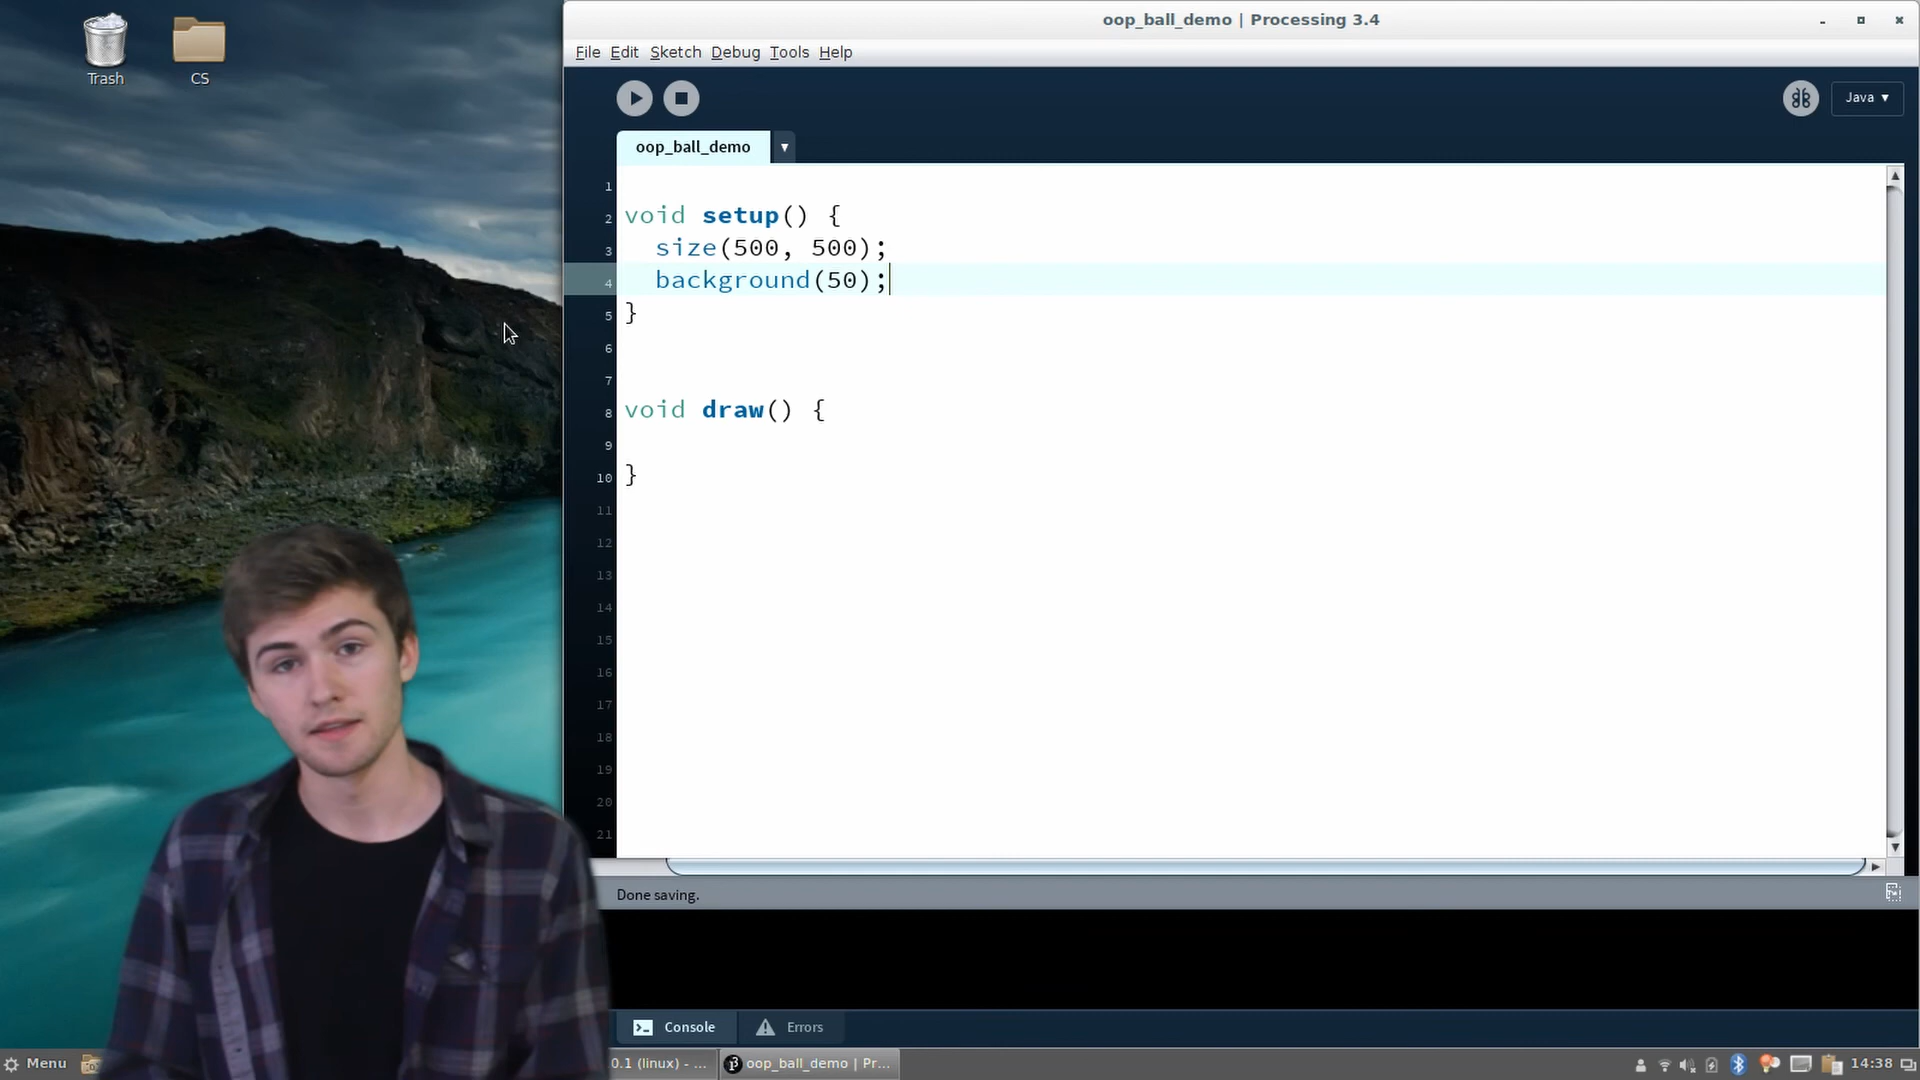 oop_ball_demo | Processing 3.4
Trash
CS
File Edit Sketch Debug Tools Help
Java ▾
oop_ball_demo ▾
1
2 void setup() {
3 size(500, 500);
4 background(50);
5 }
6
7
8 void draw() {
9
10 }
11
12
13
14
15
16
17
18
19
20
21
Done saving.
Console
Errors
Menu
0.1 (linux) - ...
oop_ball_demo | Pr...
14:38